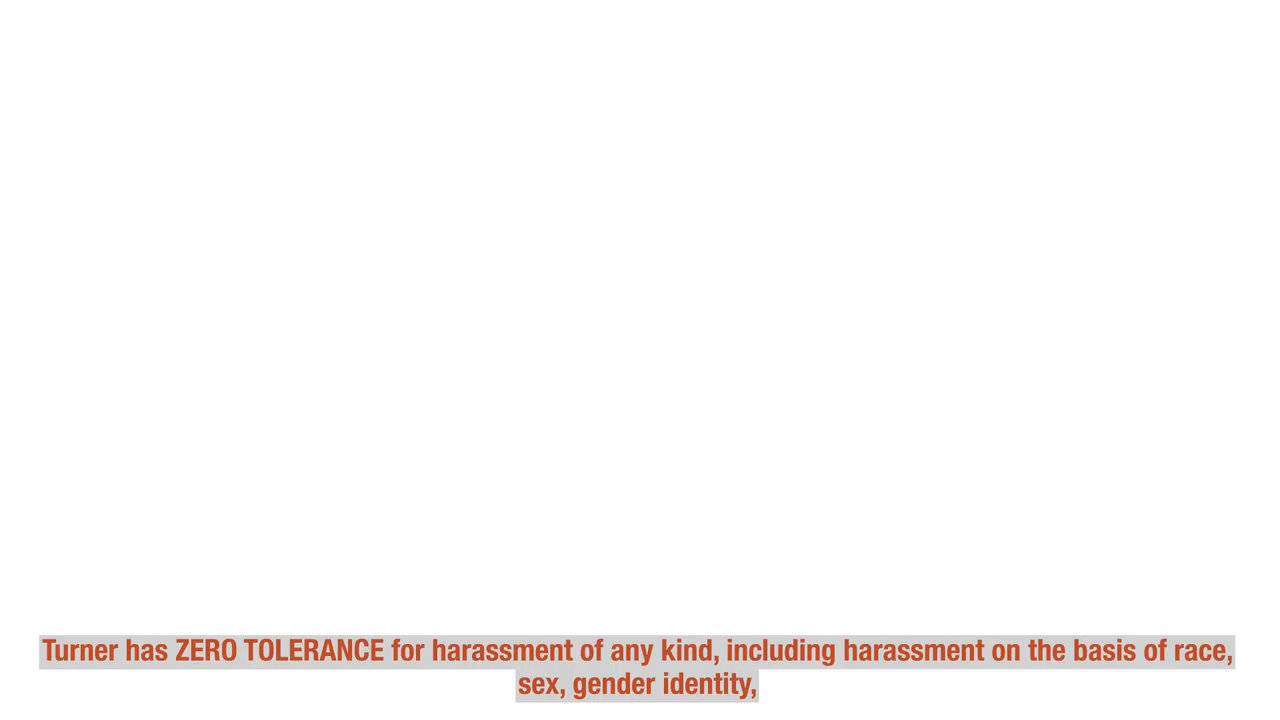 Turner has ZERO TOLERANCE for harassment of any kind, including harassment on the basis of race,
sex, gender identity,